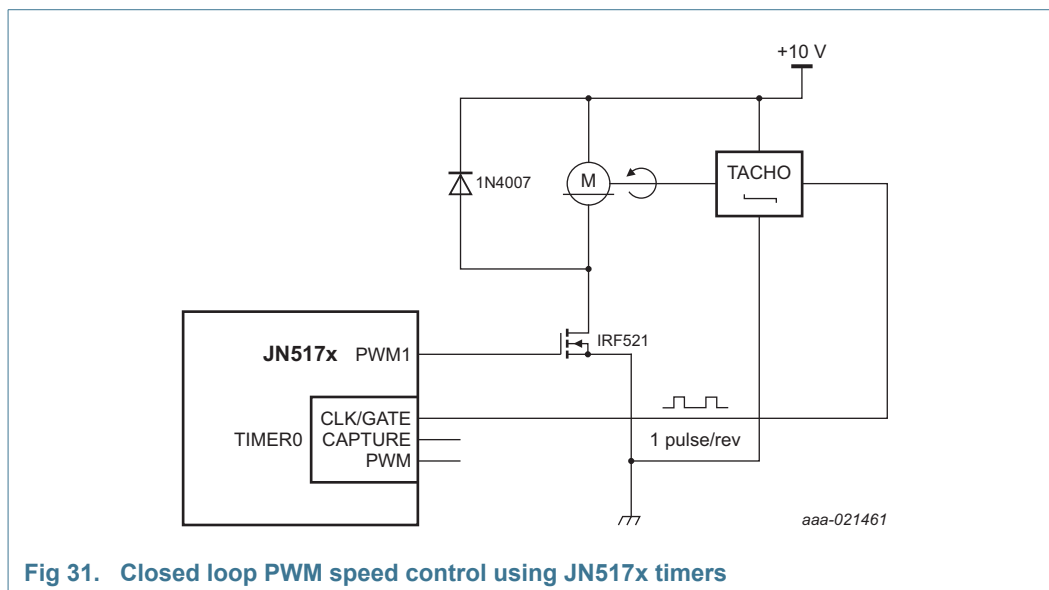 +10 V
1N4007
M
TACHO
IRF521
JN517x PWM1
CLK/GATE
TIMER0 CAPTURE
PWM
1 pulse/rev
aaa-021461
Fig 31. Closed loop PWM speed control using JN517x timers